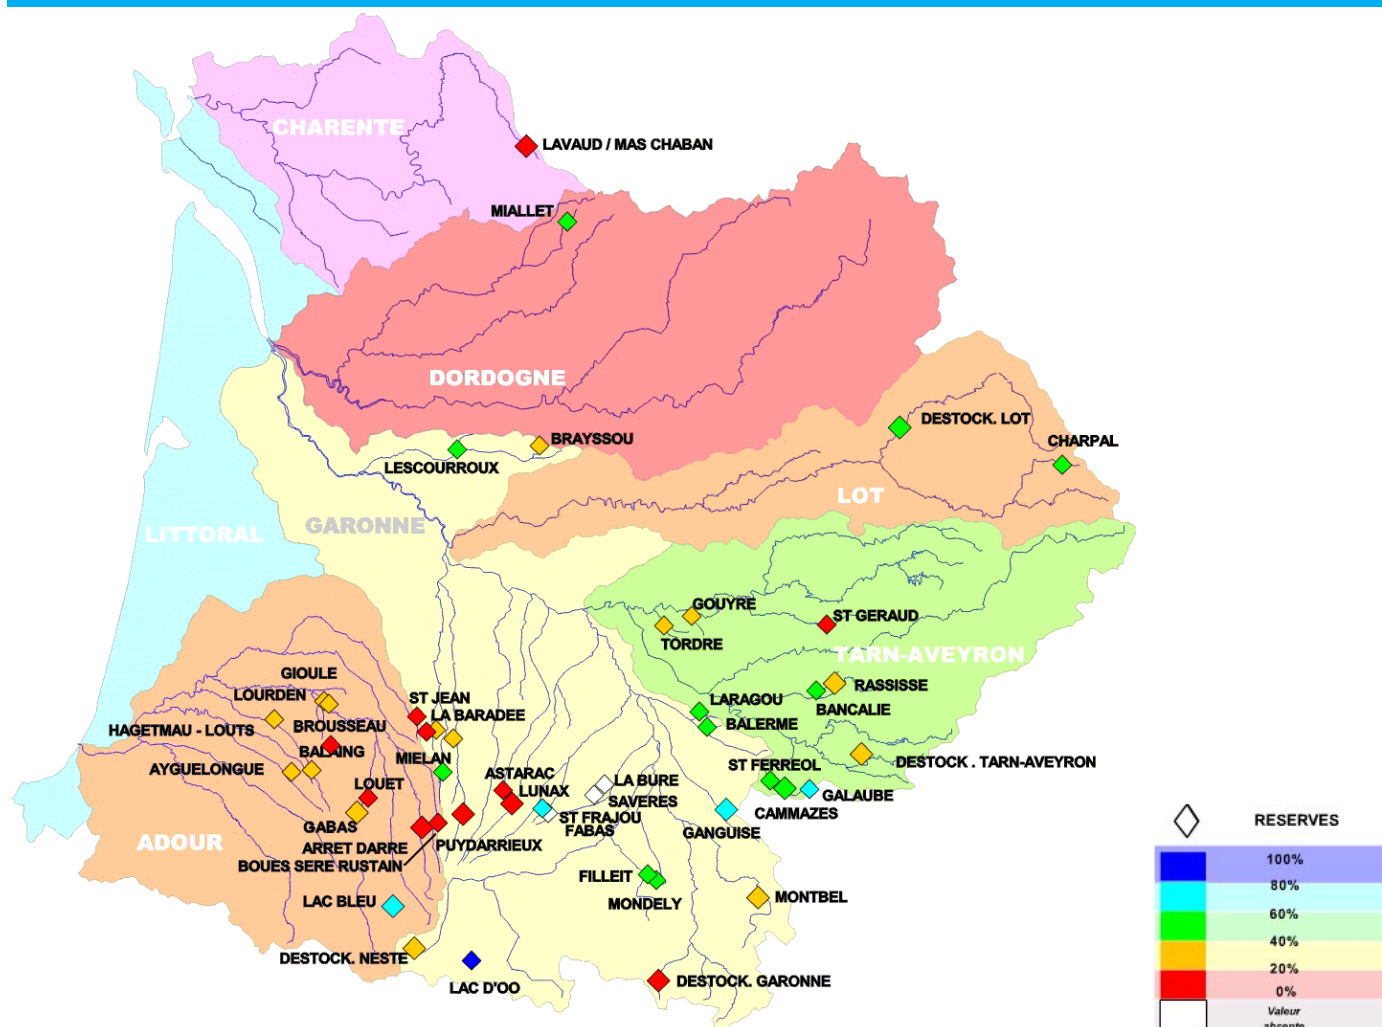 CHARENTE
LAVAUD / MAS CHABAN
MIALLET
DORDOGNE
DESTOCK. LOT
BRAYSSOU
CHARPAL
LESCOURROUX
LOT
GARONNE
LITTORAL
GOUYRE
ST GERAUD
TORDRE
TARN-AVEYRON
GIOULE
RASSISSE
LOURDEN
ST JEAN
LARAGOU
BANCALIE
LA BARADEE
HAGETMAU - LOUTS
BROUSSEAU
BALERME
BALAING
MIELAN
DESTOCK . TARN-AVEYRON
AYGUELONGUE
ST FERREOL
ASTARAC
LOUET
LA BURE
LUNAX
GALAUBE
SAVERES
CAMMAZES
ST FRAJOU
GABAS
FABAS
GANGUISE
ADOUR
ARRET DARRE
PUYDARRIEUX
BOUES SERE RUSTAIN
FILLEIT
MONTBEL
LAC BLEU
MONDELY
DESTOCK. NESTE
DESTOCK. GARONNE
LAC D'OO
RESERVES
100%
80%
60%
40%
20%
0%
Valeur
absente